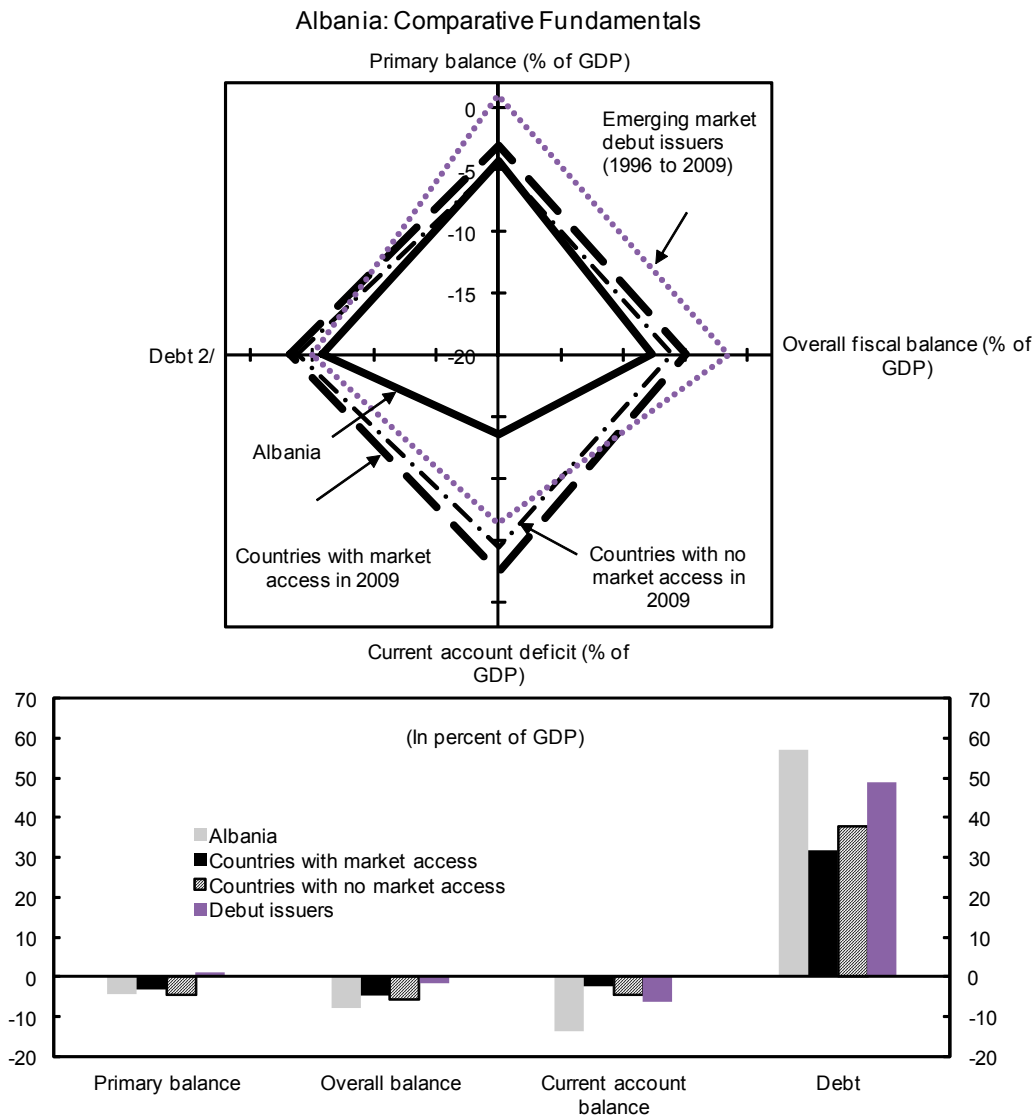 Albania: Comparative Fundamentals
Primary balance (% of GDP)
0
-5
-10
-15
-20
Emerging market
debut issuers
(1996 to 2009)
Debt 2/
Overall fiscal balance (% of
GDP)
Albania
Countries with market
access in 2009
Countries with no
market access in
2009
Current account deficit (% of
GDP)
70 70
60 60
50 50
40 40
30 30
20 20
10 10
0 0
-10 -10
-20 -20
(In percent of GDP)
Albania
Countries with market access
Countries with no market access
Debut issuers
Primary balance Overall balance Current account Debt
balance